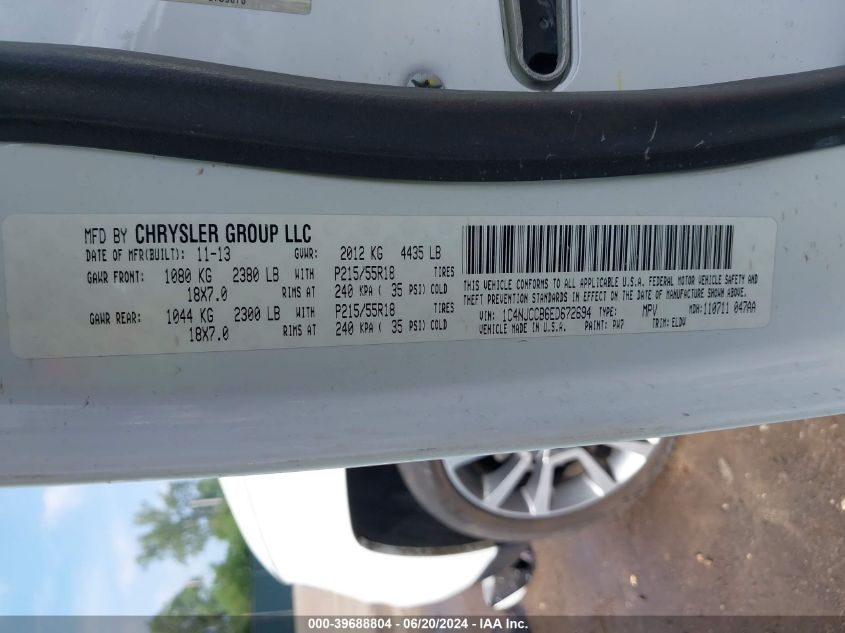 MFD BY CHRYSLER GROUP LLC
DATE OF MFR(BUILT): 11-13 GVWR: 2012 KG 4435 LB
GAWR FRONT: 1080 KG 2380 LB WITH P215/55R18 TIRES
18X7.0 RIMS AT 240 KPA ( 35 PSI) COLD
GAWR REAR: 1044 KG 2300 LB WITH P215/55R18 TIRES
18X7.0 RIMS AT 240 KPA ( 35 PSI) COLD
THIS VEHICLE CONFORMS TO ALL APPLICABLE U.S.A. FEDERAL MOTOR VEHICLE SAFETY AND
THEFT PREVENTION STANDARDS IN EFFECT ON THE DATE OF MANUFACTURE SHOWN ABOVE.
VIN: 1C4NJCCB6ED672694 TYPE: MPV MDH:110711 047AA
VEHICLE MADE IN U.S.A. PAINT: PW7 TRIM: ELDV
000-39688804 / 06/20/2024 - IAA Inc.